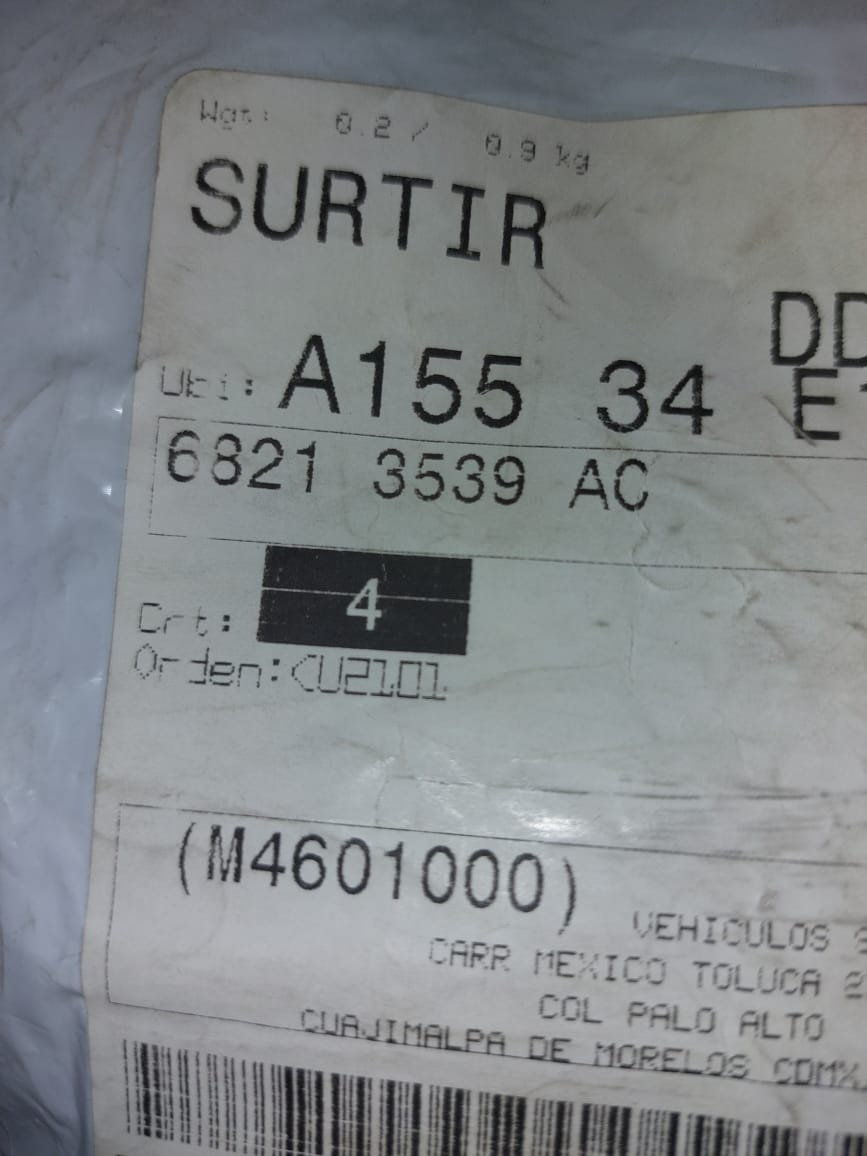 Wgt: 0.2 / 0.9 kg
SURTIR
DD
Ubi: A155 34 E
6821 3539 AC
Crt: 4
Orden:CU2101
(M4601000)
VEHICULOS
CARR MEXICO TOLUCA 2
COL PALO ALTO
CUAJIMALPA DE MORELOS CDMX